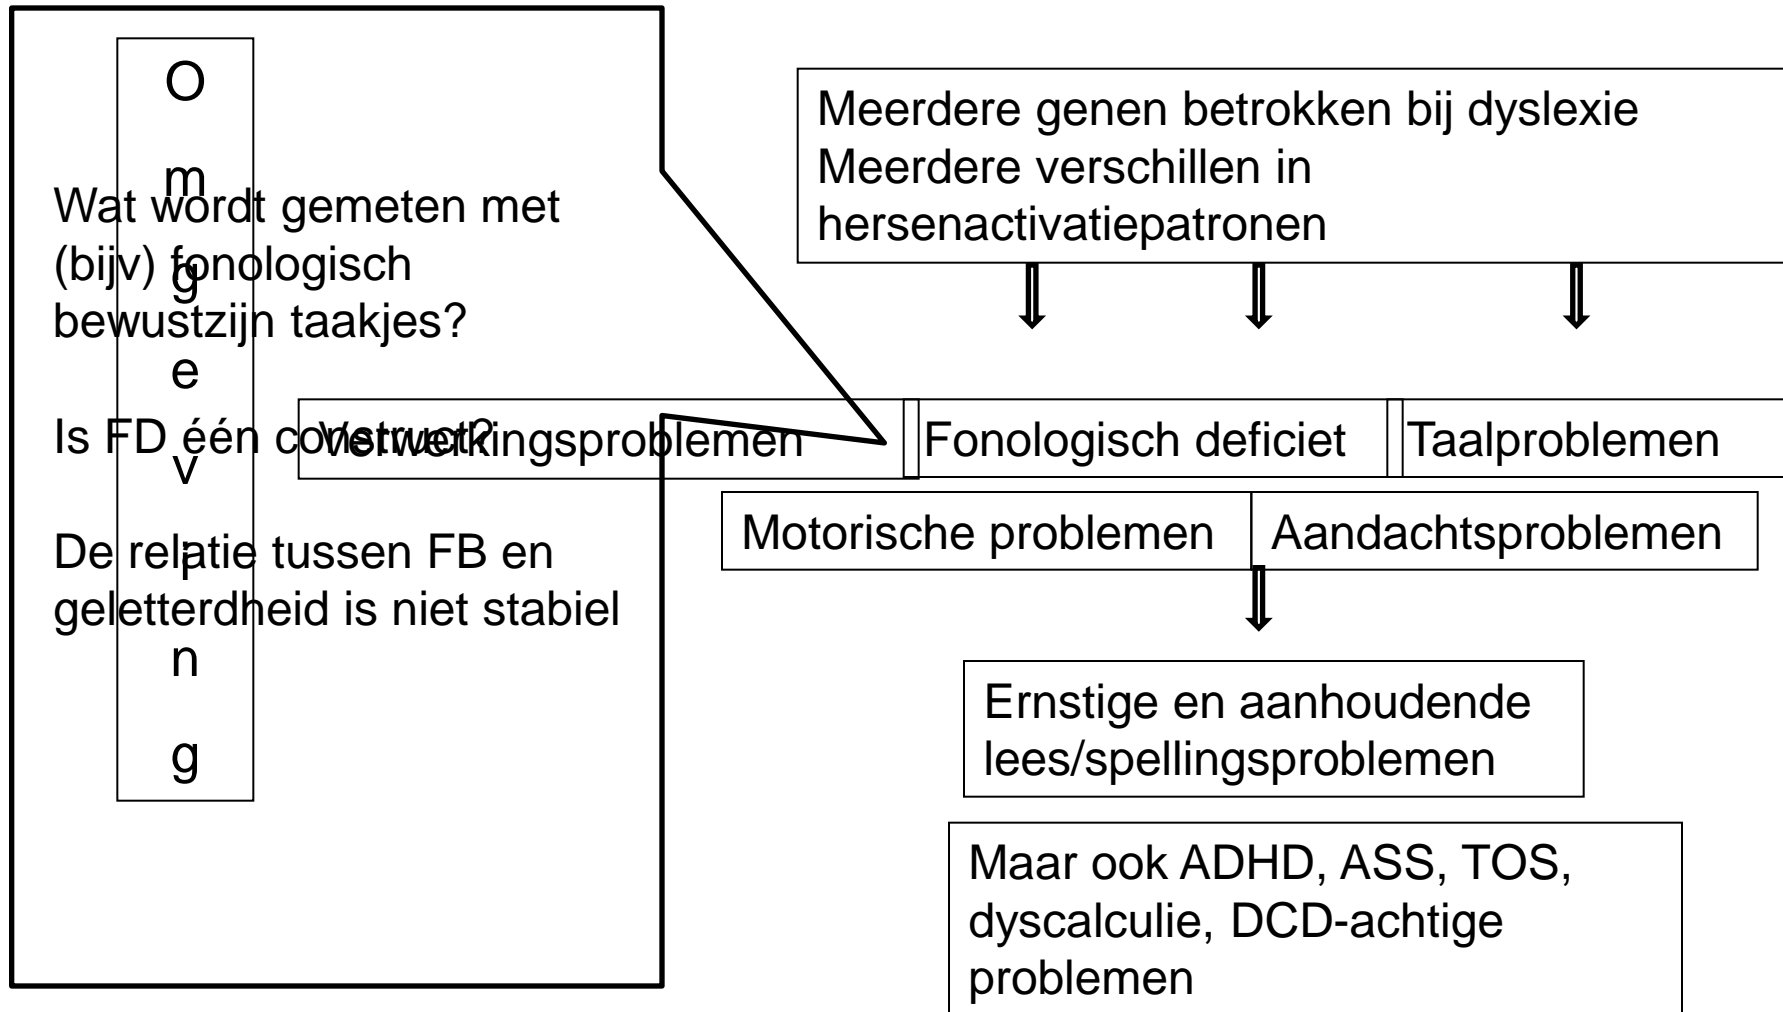 O
m
g
e
v
i
n
g
Wat wordt gemeten met
(bijv) fonologisch
bewustzijn taakjes?
Is FD één construct?
De relatie tussen FB en
geletterdheid is niet stabiel
Meerdere genen betrokken bij dyslexie
Meerdere verschillen in
hersenactivatiepatronen
Verwerkingsproblemen
Fonologisch deficiet
Taalproblemen
Motorische problemen
Aandachtsproblemen
Ernstige en aanhoudende
lees/spellingsproblemen
Maar ook ADHD, ASS, TOS,
dyscalculie, DCD-achtige
problemen